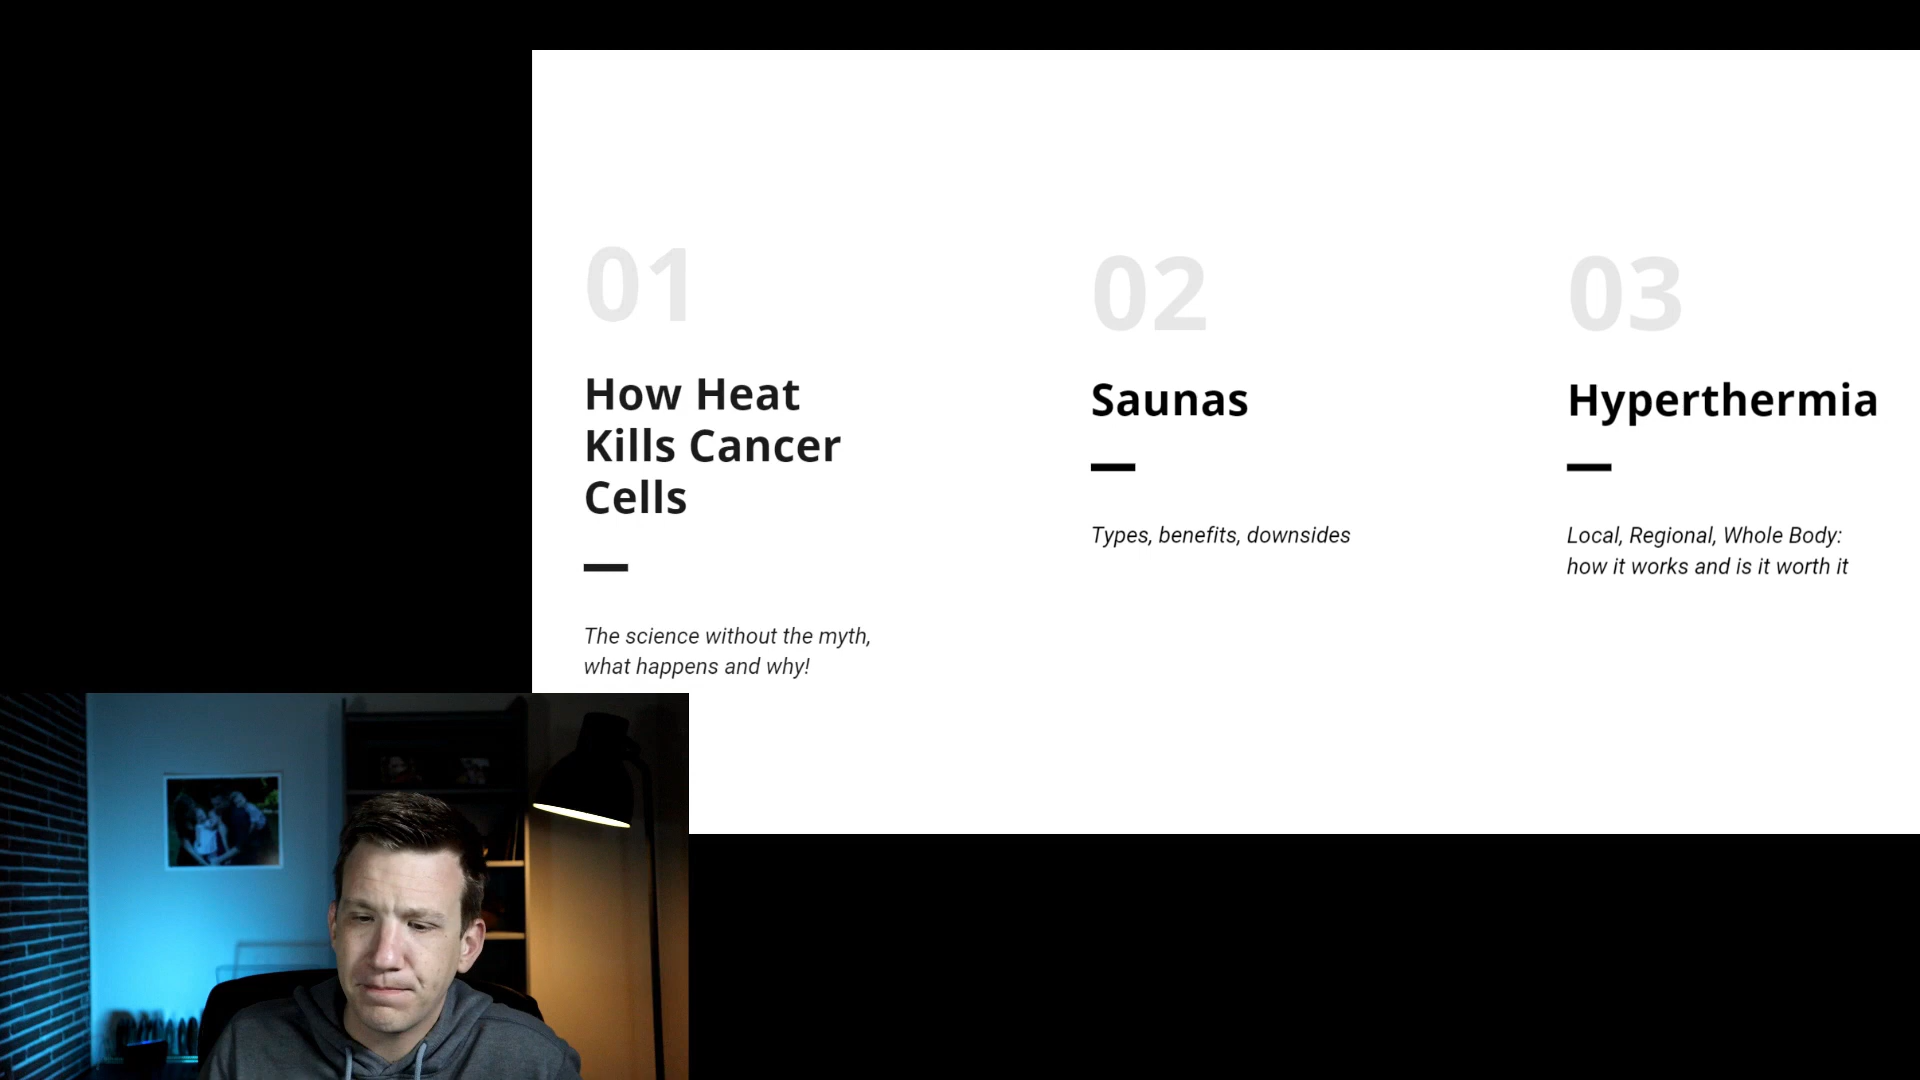 01
How Heat
Kills Cancer
Cells
The science without the myth,
what happens and why!
02
Saunas
Types, benefits, downsides
03
Hyperthermia
Local, Regional, Whole Body:
how it works and is it worth it